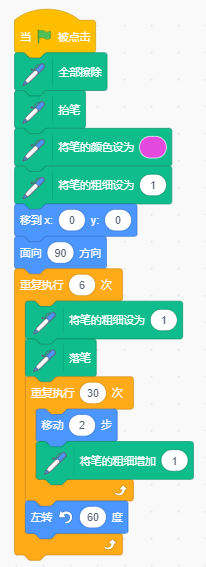 当 被点击
全部擦除
抬笔
将笔的颜色设为
将笔的粗细设为 1
移到 x: 0 y: 0
面向 90 方向
重复执行 6 次
将笔的粗细设为 1
落笔
重复执行 30 次
移动 2 步
将笔的粗细增加 1
左转 60 度